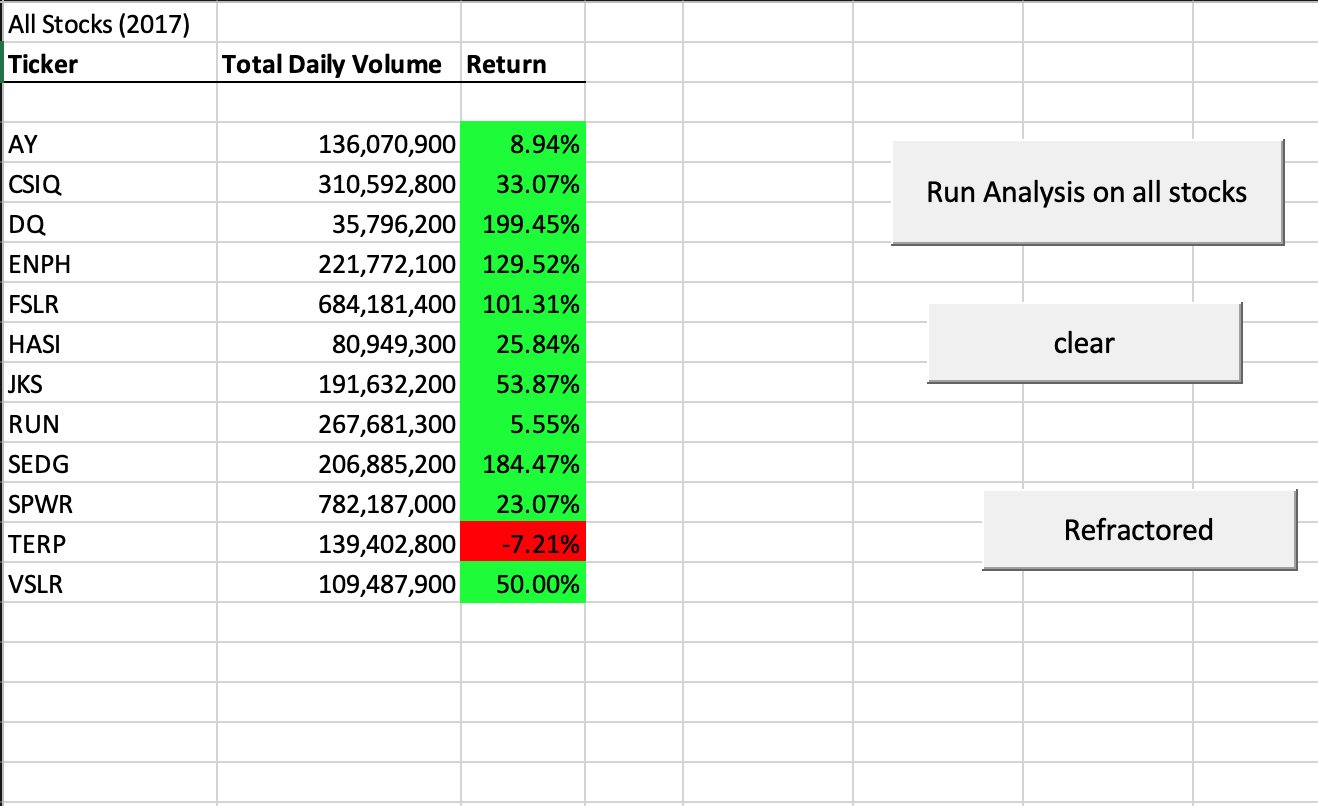 All Stocks (2017)
Ticker Total Daily Volume Return
AY 136,070,900 8.94%
CSIQ 310,592,800 33.07%
DQ 35,796,200 199.45%
ENPH 221,772,100 129.52%
FSLR 684,181,400 101.31%
HASI 80,949,300 25.84%
JKS 191,632,200 53.87%
RUN 267,681,300 5.55%
SEDG 206,885,200 184.47%
SPWR 782,187,000 23.07%
TERP 139,402,800 -7.21%
VSLR 109,487,900 50.00%
Run Analysis on all stocks
clear
Refractored